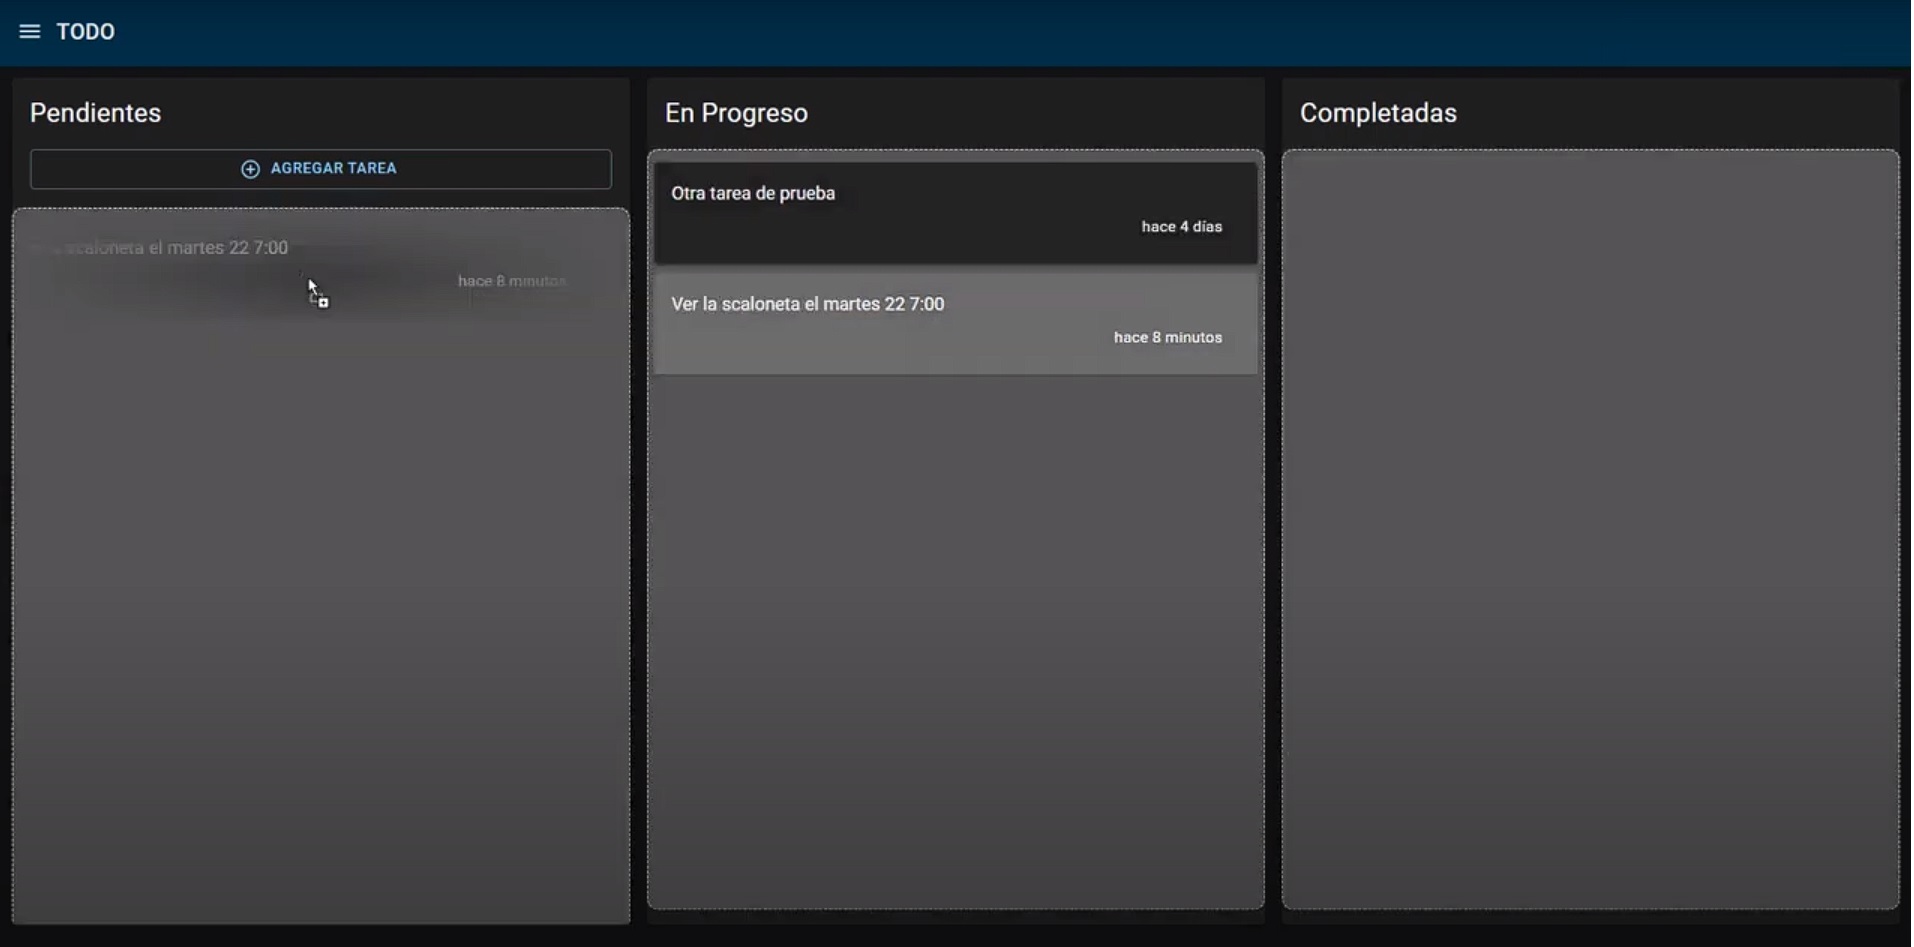 TODO
Pendientes
AGREGAR TAREA
scaloneta el martes 22 7:00
hace 8 minutos
En Progreso
Otra tarea de prueba
hace 4 días
Ver la scaloneta el martes 22 7:00
hace 8 minutos
Completadas